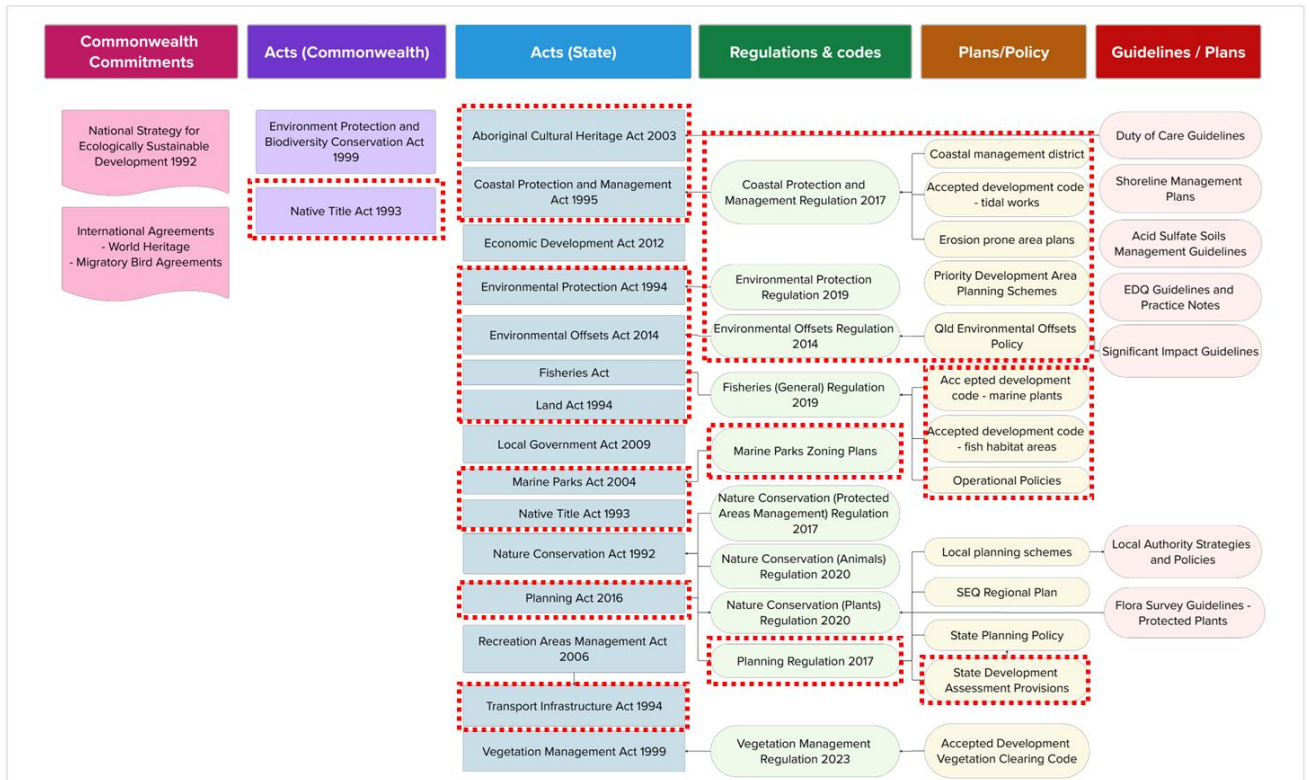 Commonwealth
Commitments
Acts (Commonwealth)
Acts (State)
Regulations & codes
Plans/Policy
Guidelines / Plans
National Strategy for
Ecologically Sustainable
Development 1992
International Agreements
- World Heritage
- Migratory Bird Agreements
Environment Protection and
Biodiversity Conservation Act
1999
Native Title Act 1993
Aboriginal Cultural Heritage Act 2003
Coastal Protection and Management
Act 1995
Economic Development Act 2012
Environmental Protection Act 1994
Environmental Offsets Act 2014
Fisheries Act
Land Act 1994
Local Government Act 2009
Marine Parks Act 2004
Native Title Act 1993
Nature Conservation Act 1992
Planning Act 2016
Recreation Areas Management Act
2006
Transport Infrastructure Act 1994
Vegetation Management Act 1999
Coastal Protection and
Management Regulation 2017
Environmental Protection
Regulation 2019
Environmental Offsets Regulation
2014
Fisheries (General) Regulation
2019
Marine Parks Zoning Plans
Nature Conservation (Protected
Areas Management) Regulation
2017
Nature Conservation (Animals)
Regulation 2020
Nature Conservation (Plants)
Regulation 2020
Planning Regulation 2017
Vegetation Management
Regulation 2023
Coastal management district
Accepted development code
- tidal works
Erosion prone area plans
Priority Development Area
Planning Schemes
Qld Environmental Offsets
Policy
Acc epted development
code - marine plants
Accepted development code
- fish habitat areas
Operational Policies
Local planning schemes
SEQ Regional Plan
State Planning Policy
State Development
Assessment Provisions
Accepted Development
Vegetation Clearing Code
Duty of Care Guidelines
Shoreline Management
Plans
Acid Sulfate Soils
Management Guidelines
EDQ Guidelines and
Practice Notes
Significant Impact Guidelines
Local Authority Strategies
and Policies
Flora Survey Guidelines -
Protected Plants